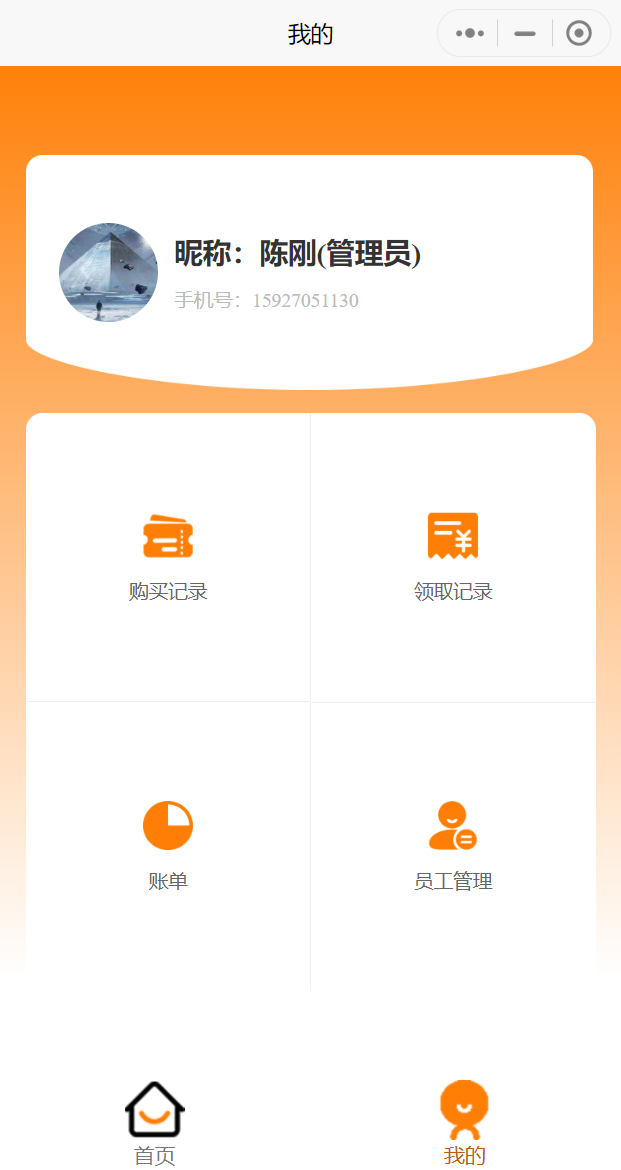 我的
昵称：陈刚(管理员)
手机号：15927051130
购买记录
领取记录
账单
员工管理
首页
我的